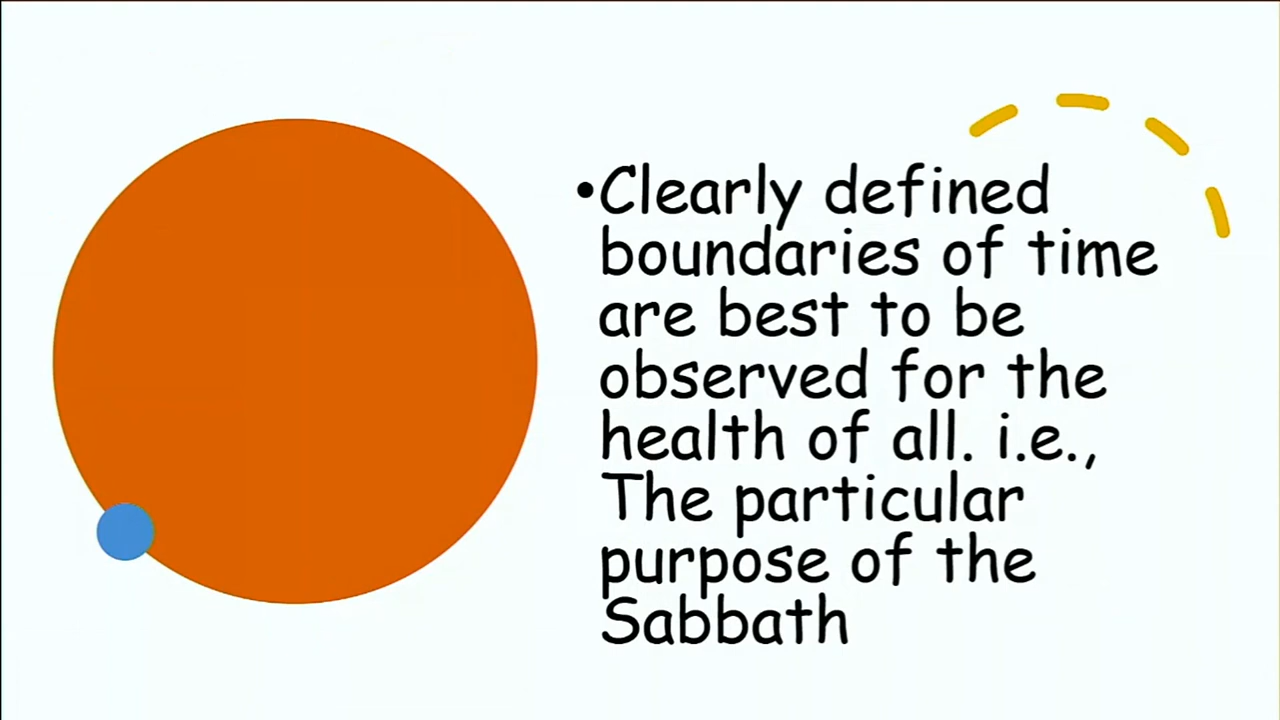 •Clearly defined
boundaries of time
are best to be
observed for the
health of all. i.e.,
The particular
purpose of the
Sabbath